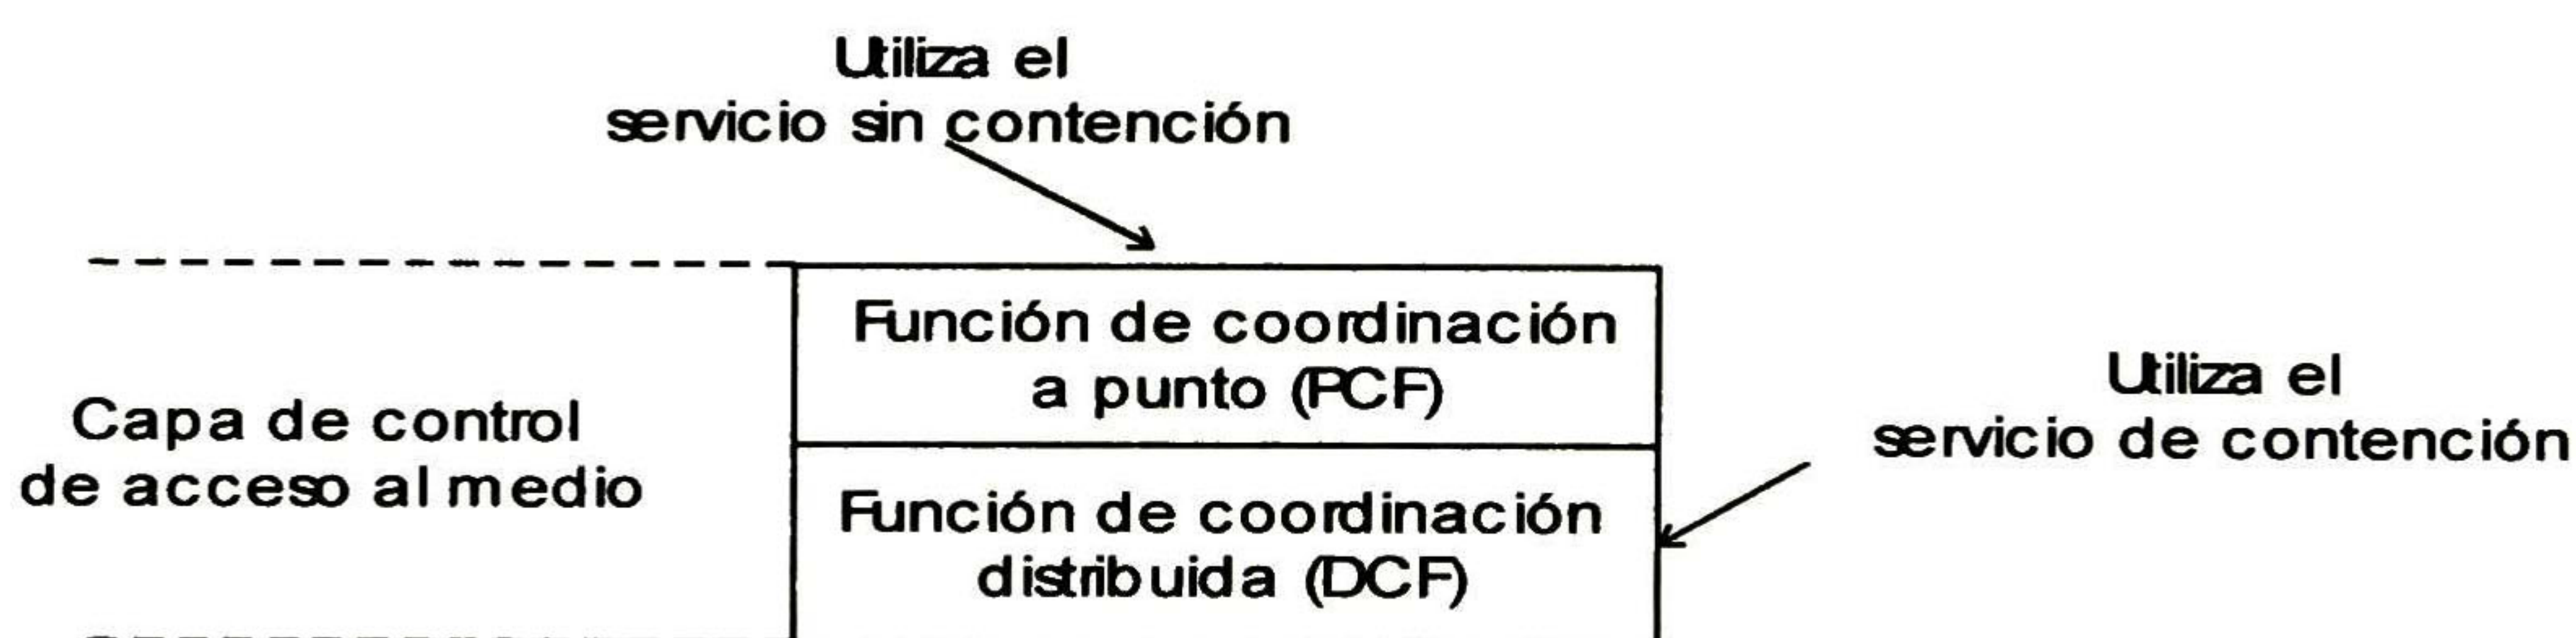 Utiliza el
servicio sin contención
Función de coordinación
a punto (PCF)
Capa de control
de acceso al medio
Utiliza el
servicio de contención
Función de coordinación
distribuida (DCF)